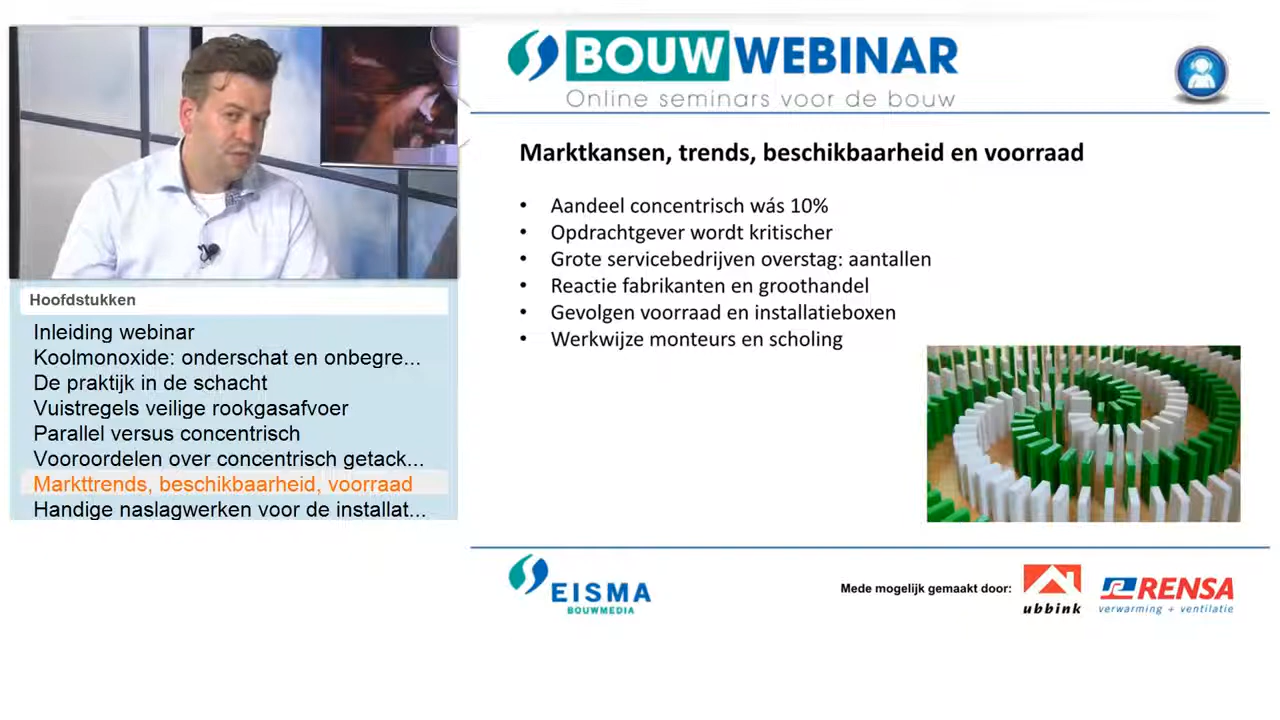 BOUW WEBINAR
Online seminars voor de bouw
Marktkansen, trends, beschikbaarheid en voorraad
• Aandeel concentrisch wás 10%
• Opdrachtgever wordt kritischer
• Grote servicebedrijven overstag: aantallen
• Reactie fabrikanten en groothandel
• Gevolgen voorraad en installatieboxen
• Werkwijze monteurs en scholing
Hoofdstukken
Inleiding webinar
Koolmonoxide: onderschat en onbegre...
De praktijk in de schacht
Vuistregels veilige rookgasafvoer
Parallel versus concentrisch
Vooroordelen over concentrisch getack...
Markttrends, beschikbaarheid, voorraad
Handige naslagwerken voor de installat...
EISMA
BOUWMEDIA
Mede mogelijk gemaakt door:
ubbink
RENSA
verwarming + ventilatie